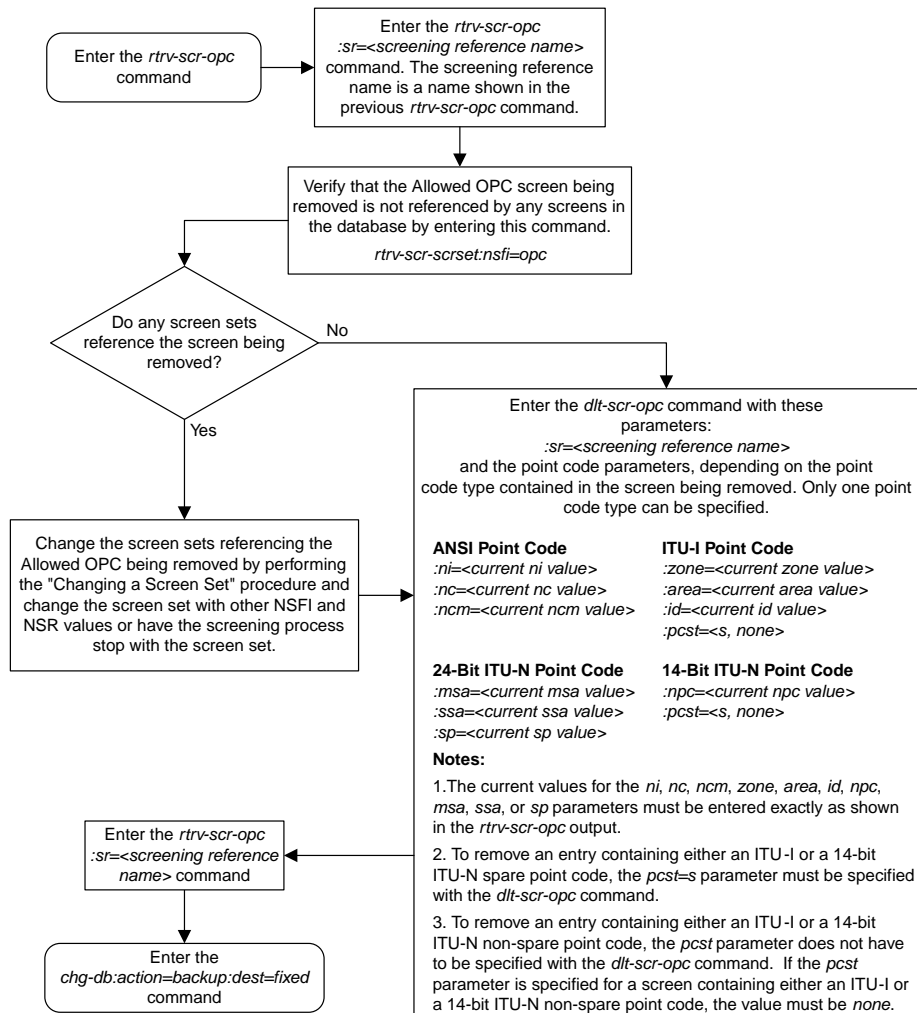 Enter the rtrv-scr-opc
command
Enter the rtrv-scr-opc
:sr=<screening reference name>
command. The screening reference
name is a name shown in the
previous rtrv-scr-opc command.
Verify that the Allowed OPC screen being
removed is not referenced by any screens in
the database by entering this command.
rtrv-scr-scrset:nsfi=opc
Do any screen sets
reference the screen being
removed?
No
Yes
Change the screen sets referencing the
Allowed OPC being removed by performing
the "Changing a Screen Set" procedure and
change the screen set with other NSFI and
NSR values or have the screening process
stop with the screen set.
Enter the dlt-scr-opc command with these
parameters:
:sr=<screening reference name>
and the point code parameters, depending on the point
code type contained in the screen being removed. Only one point
code type can be specified.
ANSI Point Code
:ni=<current ni value>
:nc=<current nc value>
:ncm=<current ncm value>
ITU-I Point Code
:zone=<current zone value>
:area=<current area value>
:id=<current id value>
:pcst=<s, none>
24-Bit ITU-N Point Code
:msa=<current msa value>
:ssa=<current ssa value>
:sp=<current sp value>
14-Bit ITU-N Point Code
:npc=<current npc value>
:pcst=<s, none>
Notes:
1.The current values for the ni, nc, ncm, zone, area, id, npc,
msa, ssa, or sp parameters must be entered exactly as shown
in the rtrv-scr-opc output.
2. To remove an entry containing either an ITU-I or a 14-bit
ITU-N spare point code, the pcst=s parameter must be specified
with the dlt-scr-opc command.
3. To remove an entry containing either an ITU-I or a 14-bit
ITU-N non-spare point code, the pcst parameter does not have
to be specified with the dlt-scr-opc command. If the pcst
parameter is specified for a screen containing either an ITU-I or
a 14-bit ITU-N non-spare point code, the value must be none.
Enter the rtrv-scr-opc
:sr=<screening reference
name> command
Enter the
chg-db:action=backup:dest=fixed
command